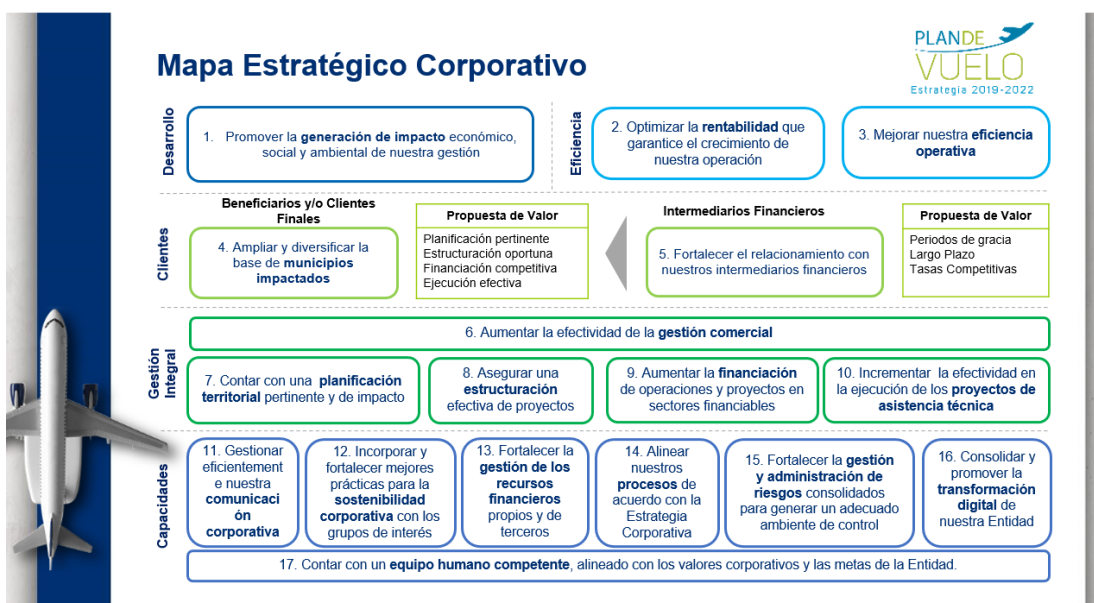 PLANDE
VUELO
Estrategia 2019-2022
Mapa Estratégico Corporativo
Desarrollo
1. Promover la generación de impacto económico,
social y ambiental de nuestra gestión
Eficiencia
2. Optimizar la rentabilidad que
garantice el crecimiento de
nuestra operación
3. Mejorar nuestra eficiencia
operativa
Clientes
Beneficiarios y/o Clientes
Finales
4. Ampliar y diversificar la
base de municipios
impactados
Propuesta de Valor
Planificación pertinente
Estructuración oportuna
Financiación competitiva
Ejecución efectiva
Intermediarios Financieros
5. Fortalecer el relacionamiento con
nuestros intermediarios financieros
Propuesta de Valor
Periodos de gracia
Largo Plazo
Tasas Competitivas
Gestión
Integral
6. Aumentar la efectividad de la gestión comercial
7. Contar con una planificación
territorial pertinente y de impacto
8. Asegurar una
estructuración
efectiva de proyectos
9. Aumentar la financiación
de operaciones y proyectos en
sectores financiables
10. Incrementar la efectividad en
la ejecución de los proyectos de
asistencia técnica
Capacidades
11. Gestionar
eficientement
e nuestra
comunicaci
ón
corporativa
12. Incorporar y
fortalecer mejores
prácticas para la
sostenibilidad
corporativa con los
grupos de interés
13. Fortalecer la
gestión de los
recursos
financieros
propios y de
terceros
14. Alinear
nuestros
procesos de
acuerdo con la
Estrategia
Corporativa
15. Fortalecer la gestión
y administración de
riesgos consolidados
para generar un adecuado
ambiente de control
16. Consolidar y
promover la
transformación
digital de
nuestra Entidad
17. Contar con un equipo humano competente, alineado con los valores corporativos y las metas de la Entidad.